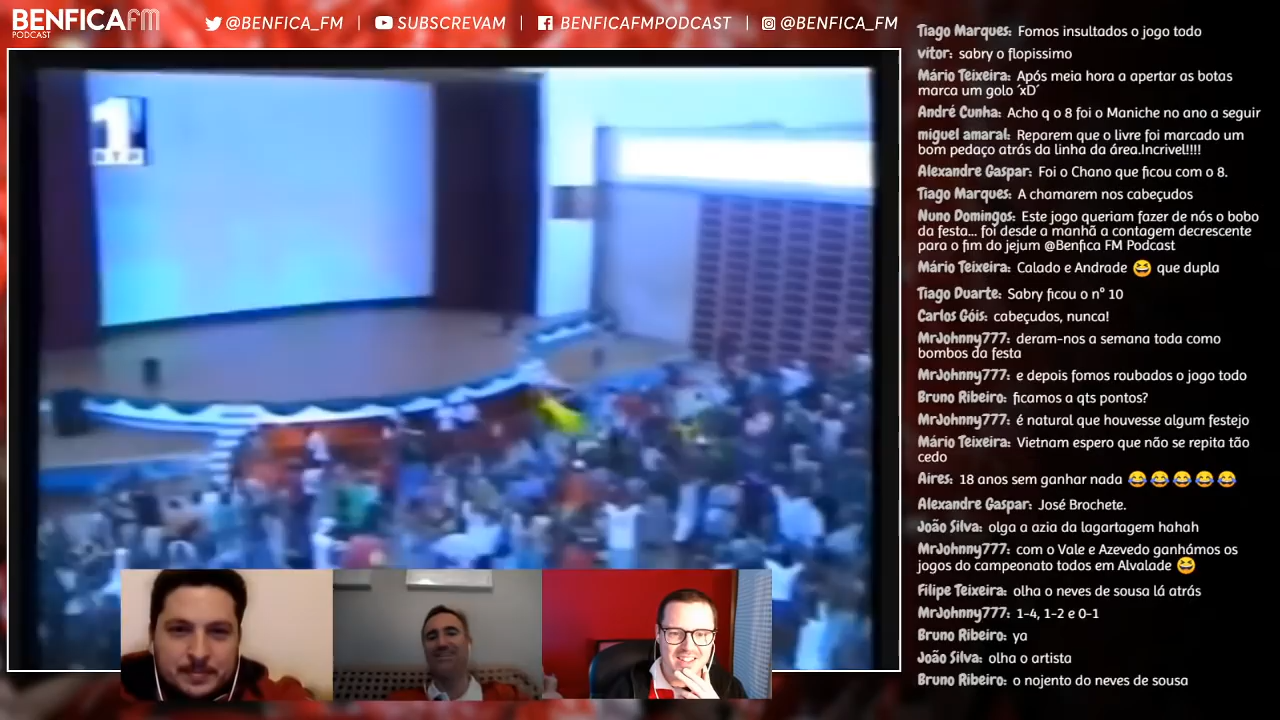 BENFICAFM
PODCAST
@BENFICA_FM | SUBSCREVAM | BENFICAFMPODCAST | @BENFICA_FM
1
RTP
Tiago Marques: Fomos insultados o jogo todo
vítor: sabry o flopissimo
Mário Teixeira: Após meia hora a apertar as botas
marca um golo ´xD´
André Cunha: Acho q o 8 foi o Maniche no ano a seguir
miguel amaral: Reparem que o livre foi marcado um
bom pedaço atrás da linha da área.Incrivel!!!!
Alexandre Gaspar: Foi o Chano que ficou com o 8.
Tiago Marques: A chamarem nos cabeçudos
Nuno Domingos: Este jogo queriam fazer de nós o bobo
da festa... foi desde a manhã a contagem decrescente
para o fim do jejum @Benfica FM Podcast
Mário Teixeira: Calado e Andrade 😆 que dupla
Tiago Duarte: Sabry ficou o n° 10
Carlos Góis: cabeçudos, nunca!
MrJohnny777: deram-nos a semana toda como
bombos da festa
MrJohnny777: e depois fomos roubados o jogo todo
Bruno Ribeiro: ficamos a qts pontos?
MrJohnny777: é natural que houvesse algum festejo
Mário Teixeira: Vietnam espero que não se repita tão
cedo
Aires: 18 anos sem ganhar nada 😂😂😂😂😂
Alexandre Gaspar: José Brochete.
João Silva: olga a azia da lagartagem hahah
MrJohnny777: com o Vale e Azevedo ganhámos os
jogos do campeonato todos em Alvalade 😆
Filipe Teixeira: olha o neves de sousa lá atrás
MrJohnny777: 1-4, 1-2 e 0-1
Bruno Ribeiro: ya
João Silva: olha o artista
Bruno Ribeiro: o nojento do neves de sousa